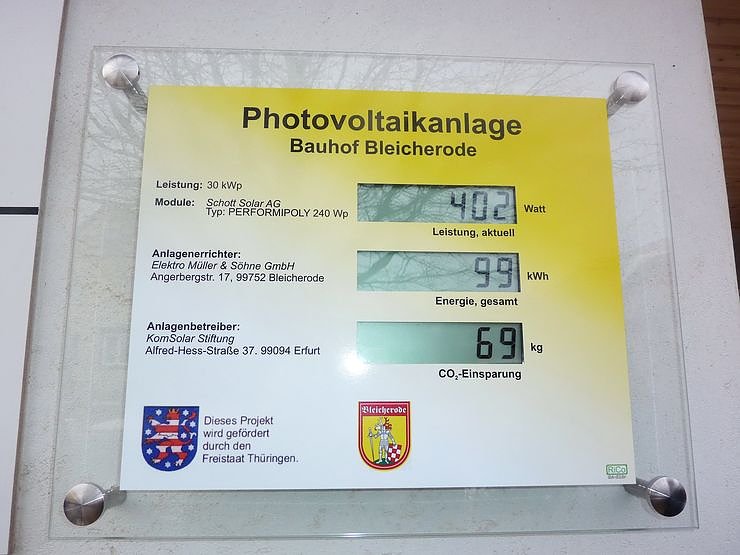 Photovoltaikanlage
Bauhof Bleicherode
Leistung: 30 kWp
Module: Schott Solar AG
Typ: PERFORMIPOLY 240 Wp
402 Watt
Leistung, aktuell
Anlagenerrichter:
Elektro Müller & Söhne GmbH
Angerbergstr. 17, 99752 Bleicherode
99 kWh
Energie, gesamt
Anlagenbetreiber:
KomSolar Stiftung
Alfred-Hess-Straße 37. 99094 Erfurt
69 kg
CO₂-Einsparung
Dieses Projekt
wird gefördert
durch den
Freistaat Thüringen.
Bleicherode
RiCo